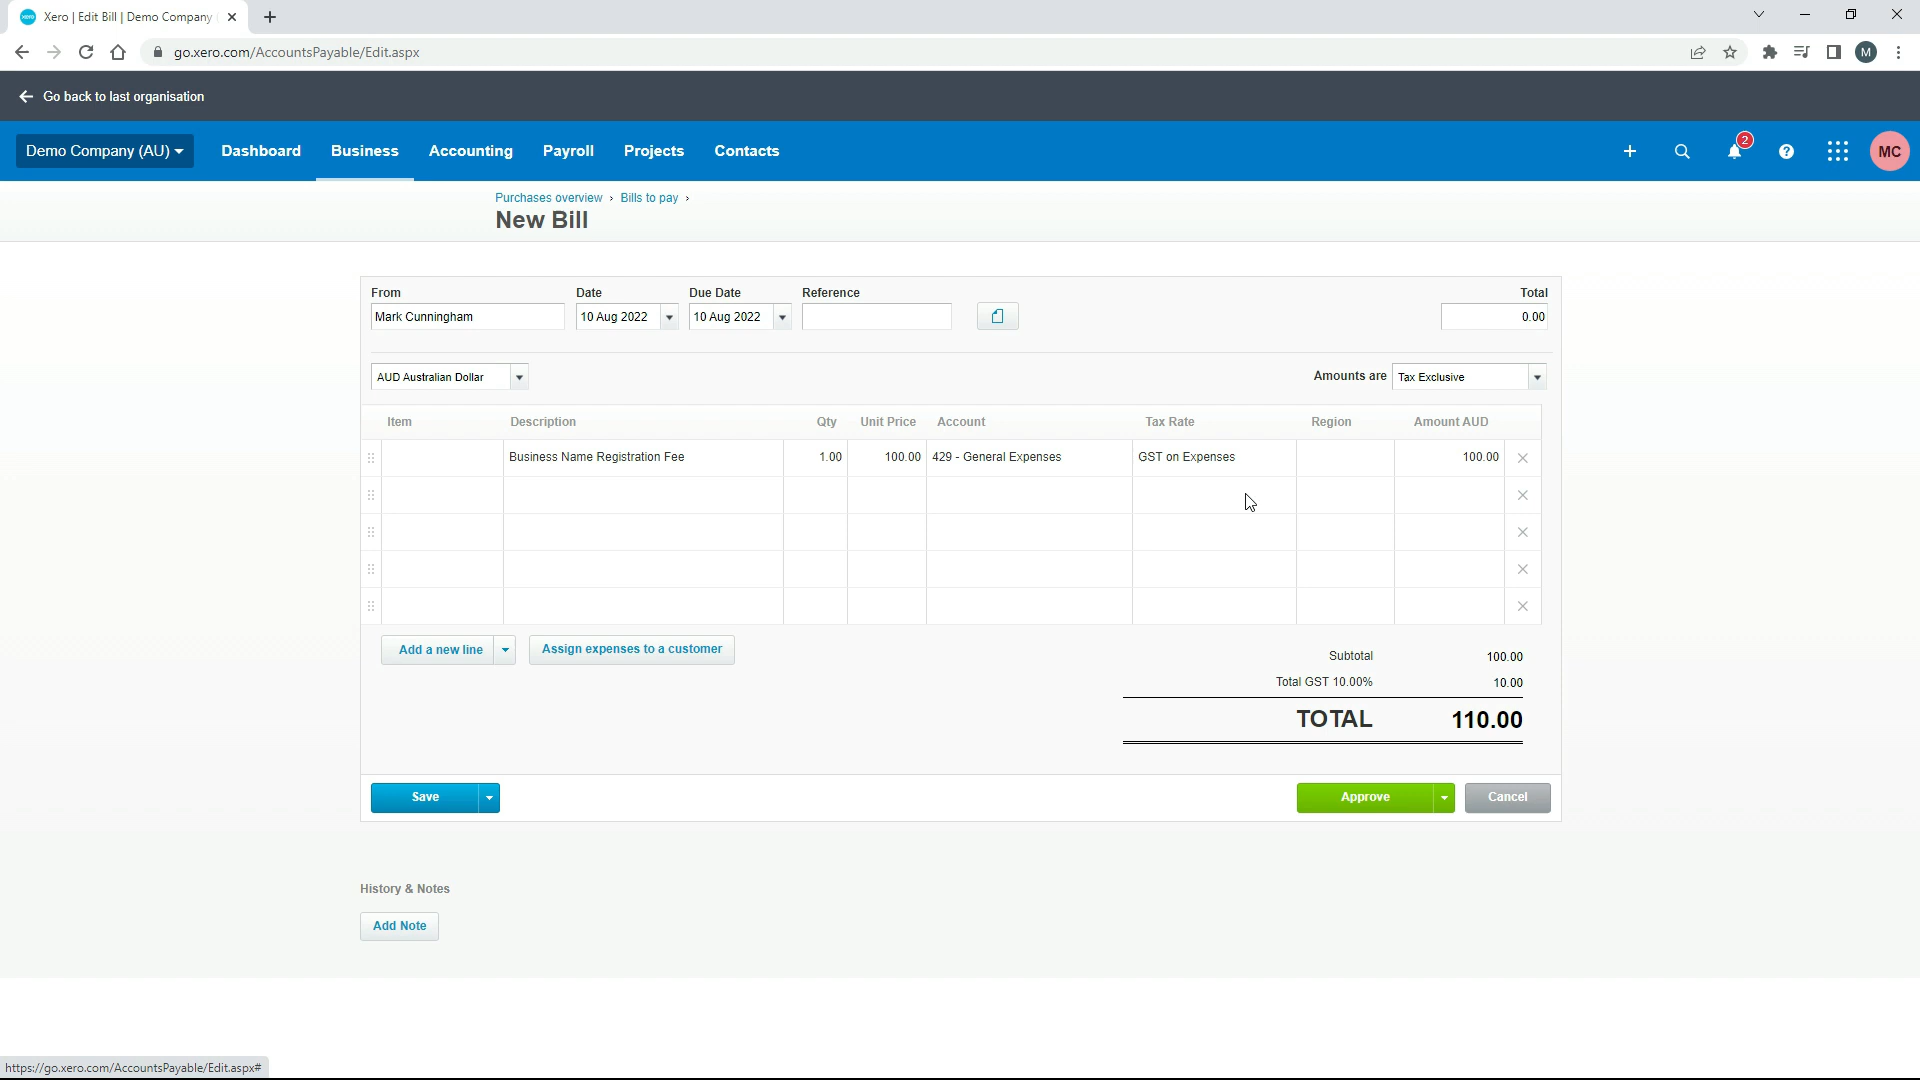 xero Xero | Edit Bill | Demo Company
go.xero.com/AccountsPayable/Edit.aspx
M
Go back to last organisation
Demo Company (AU) Dashboard Business Accounting Payroll Projects Contacts
2
MC
Purchases overview › Bills to pay ›
New Bill
From Date Due Date Reference Total
Mark Cunningham 10 Aug 2022 10 Aug 2022 0.00
AUD Australian Dollar Amounts are Tax Exclusive
Item Description Qty Unit Price Account Tax Rate Region Amount AUD
Business Name Registration Fee 1.00 100.00 429 - General Expenses GST on Expenses 100.00
Add a new line Assign expenses to a customer
Subtotal 100.00
Total GST 10.00% 10.00
TOTAL 110.00
Save Approve Cancel
History & Notes
Add Note
https://go.xero.com/AccountsPayable/Edit.aspx#